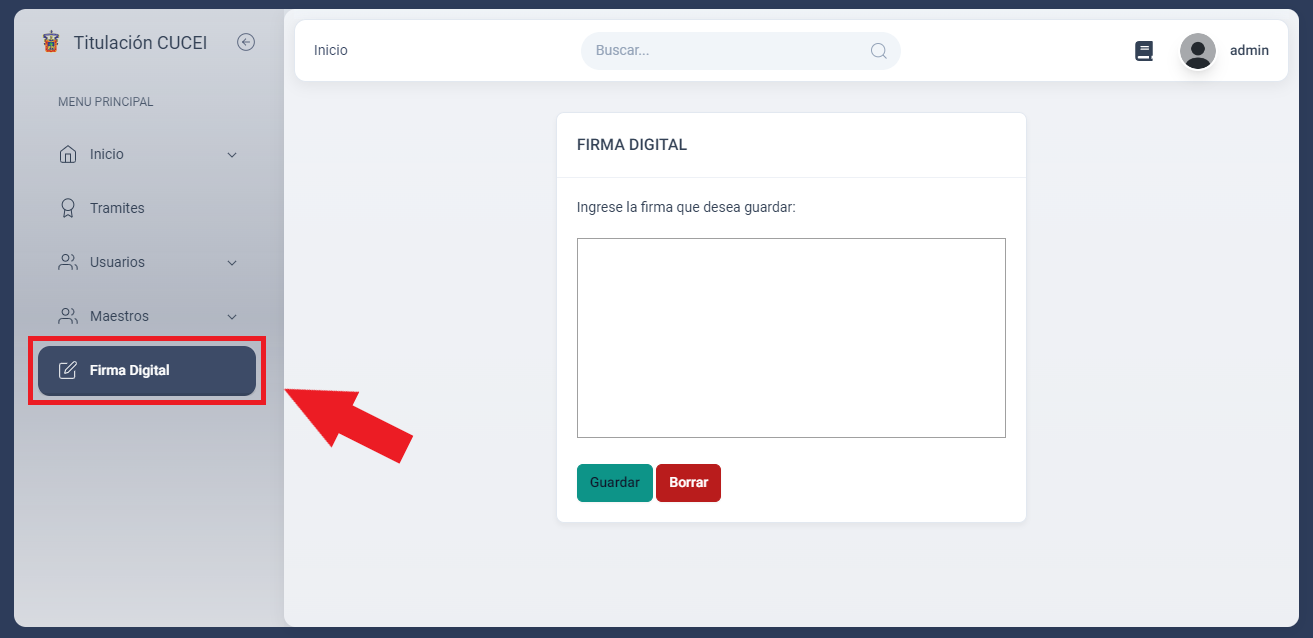 Titulación CUCEI
MENU PRINCIPAL
Inicio
Tramites
Usuarios
Maestros
Firma Digital
Inicio
Buscar...
admin
FIRMA DIGITAL
Ingrese la firma que desea guardar:
Guardar
Borrar